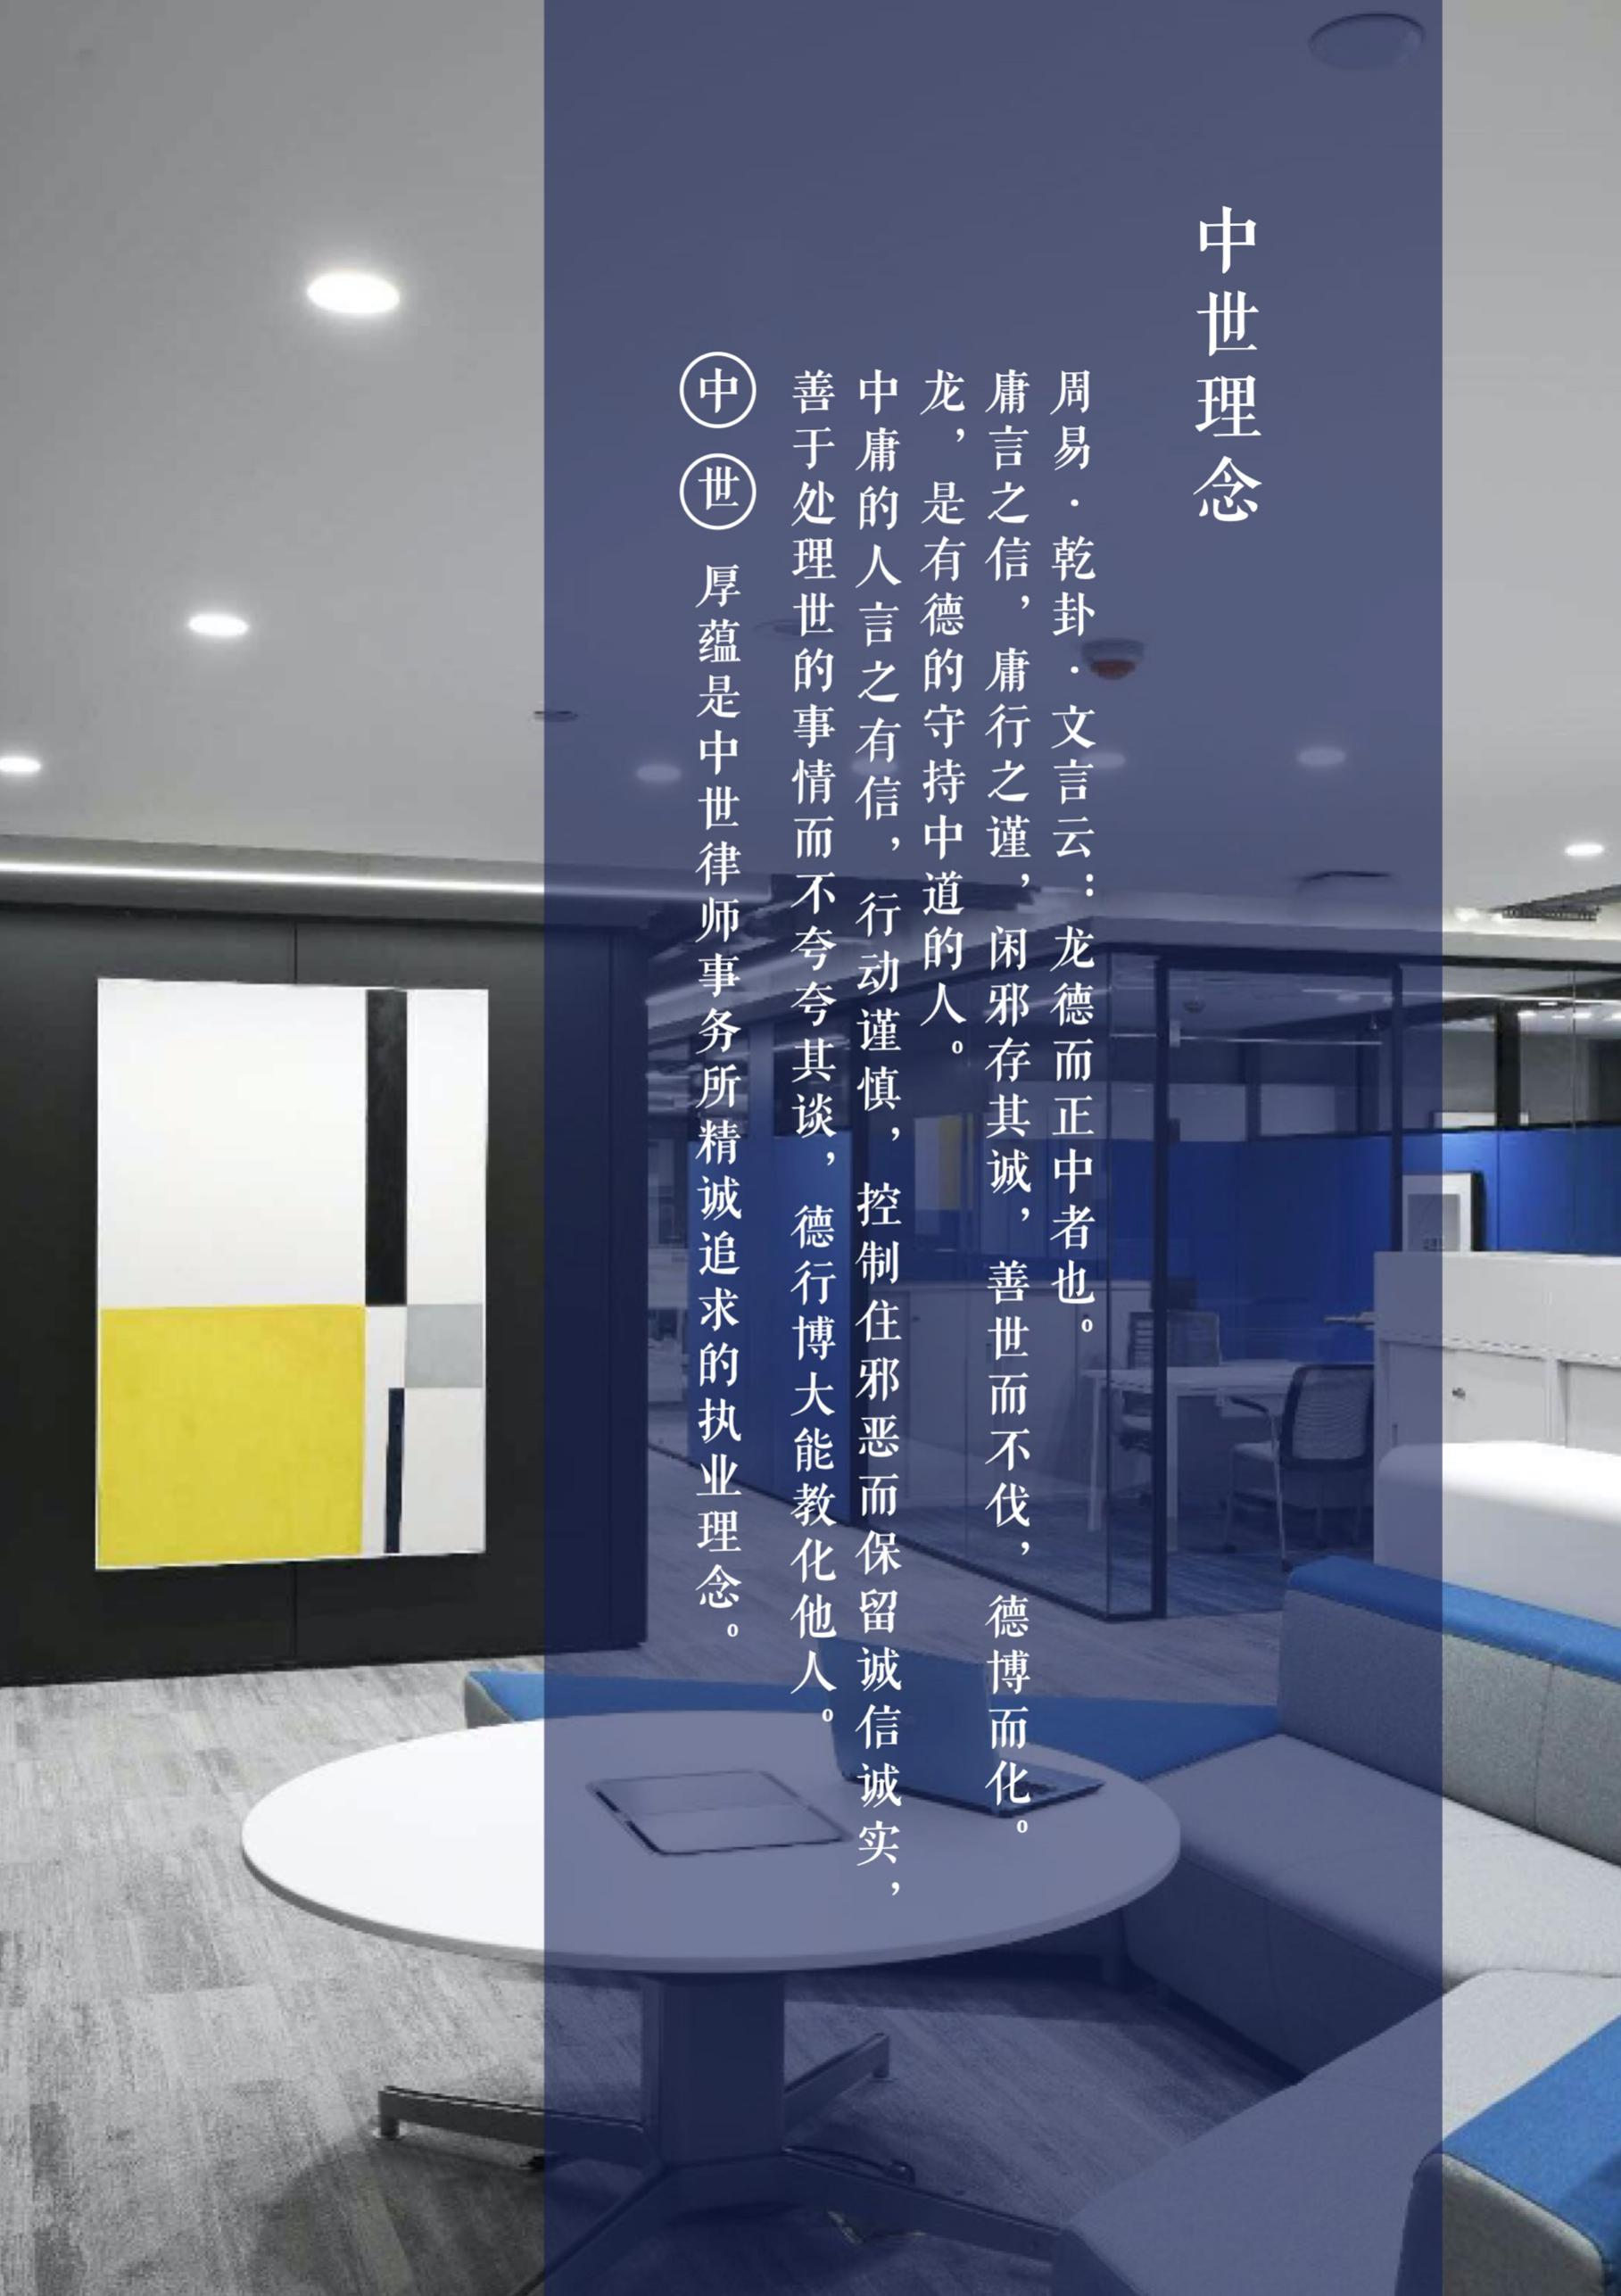 中世理念
周易·乾卦·文言云：龙德而正中者也。
庸言之信，庸行之谨，闲邪存其诚，善世而不伐，德博而化。
龙，是有德的守持中道的人。
中庸的人言之有信，行动谨慎，控制住邪恶而保留诚信诚实，
善于处理世的事情而不夸夸其谈，德行博大能教化他人。
中世 厚蕴是中世律师事务所精诚追求的执业理念。